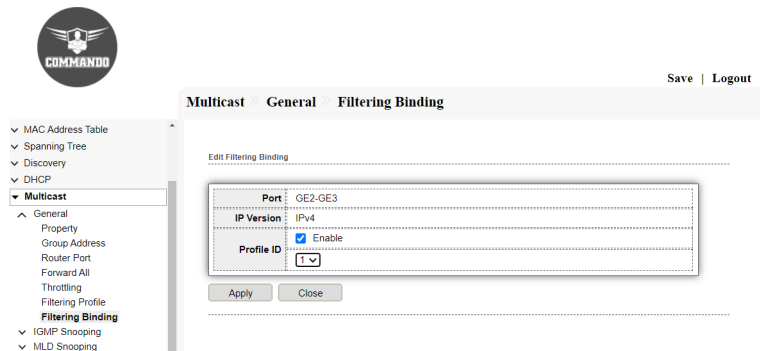 COMMANDO
Save | Logout
Multicast » General » Filtering Binding
MAC Address Table
Spanning Tree
Discovery
DHCP
Multicast
General
Property
Group Address
Router Port
Forward All
Throttling
Filtering Profile
Filtering Binding
IGMP Snooping
MLD Snooping
Edit Filtering Binding
Port GE2-GE3
IP Version IPv4
Profile ID
Enable
1
Apply Close